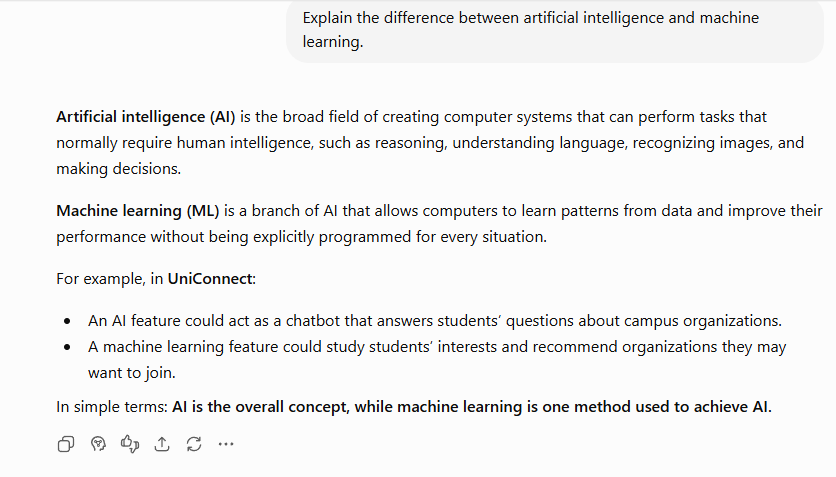 Explain the difference between artificial intelligence and machine
learning.
Artificial intelligence (AI) is the broad field of creating computer systems that can perform tasks that
normally require human intelligence, such as reasoning, understanding language, recognizing images, and
making decisions.
Machine learning (ML) is a branch of AI that allows computers to learn patterns from data and improve their
performance without being explicitly programmed for every situation.
For example, in UniConnect:
• An AI feature could act as a chatbot that answers students’ questions about campus organizations.
• A machine learning feature could study students’ interests and recommend organizations they may
want to join.
In simple terms: AI is the overall concept, while machine learning is one method used to achieve AI.